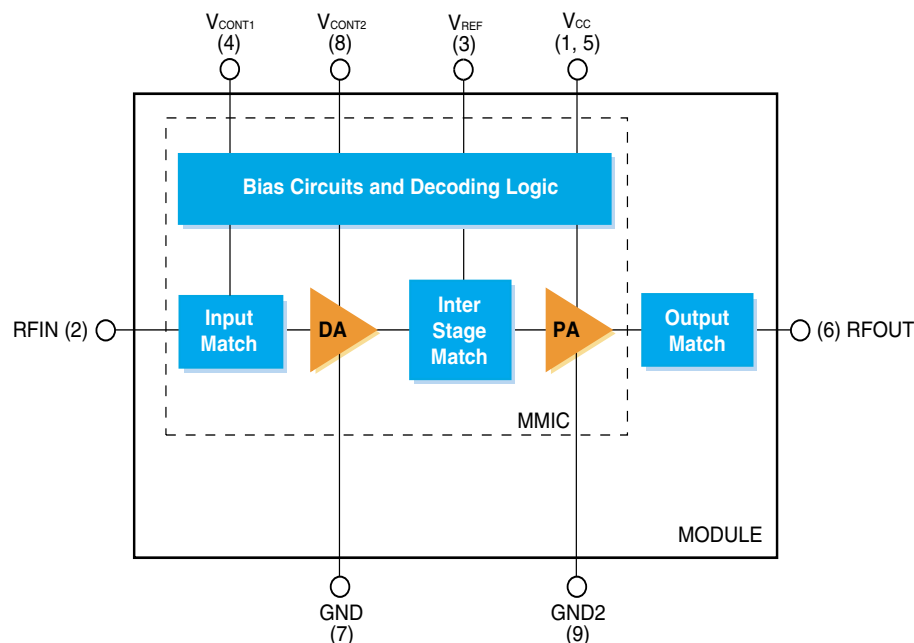 VCONT1
(4)
VCONT2
(8)
VREF
(3)
VCC
(1, 5)
Bias Circuits and Decoding Logic
RFIN (2)
Input
Match
DA
Inter
Stage
Match
PA
Output
Match
(6) RFOUT
MMIC
MODULE
GND
(7)
GND2
(9)